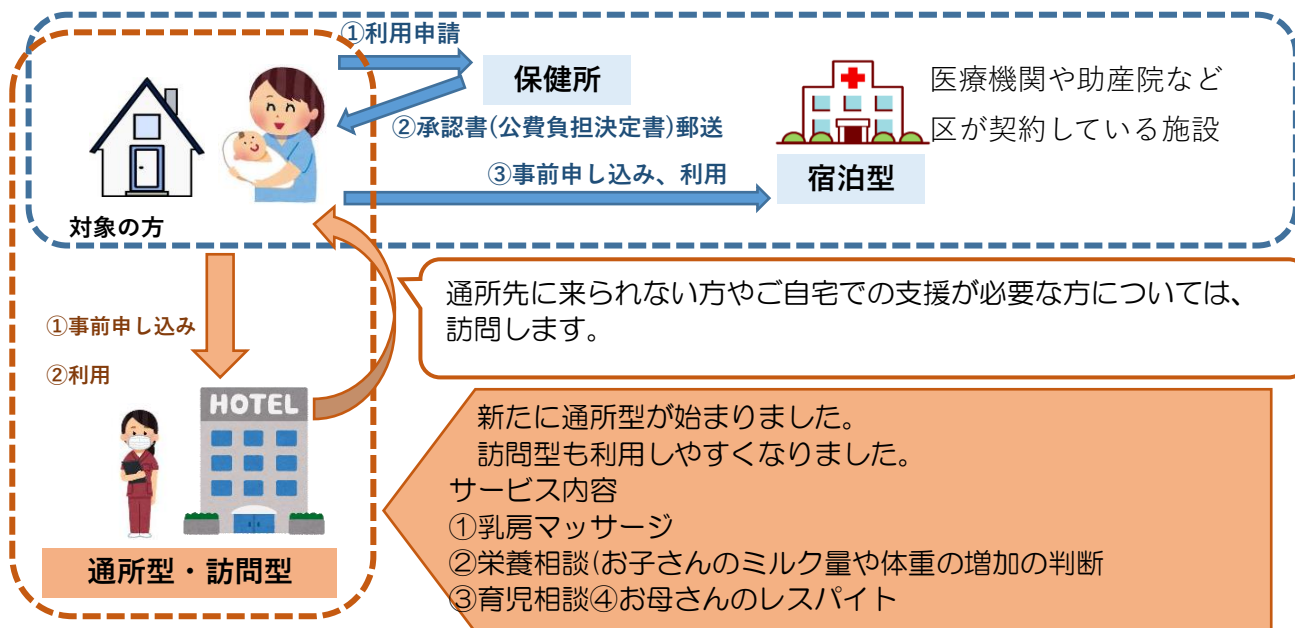 ①利用申請
保健所
②承認書(公費負担決定書)郵送
③事前申し込み、利用
医療機関や助産院など
区が契約している施設
宿泊型
対象の方
①事前申し込み
②利用
通所先に来られない方やご自宅での支援が必要な方については、
訪問します。
HOTEL
通所型・訪問型
新たに通所型が始まりました。
訪問型も利用しやすくなりました。
サービス内容
①乳房マッサージ
②栄養相談(お子さんのミルク量や体重の増加の判断
③育児相談④お母さんのレスパイト